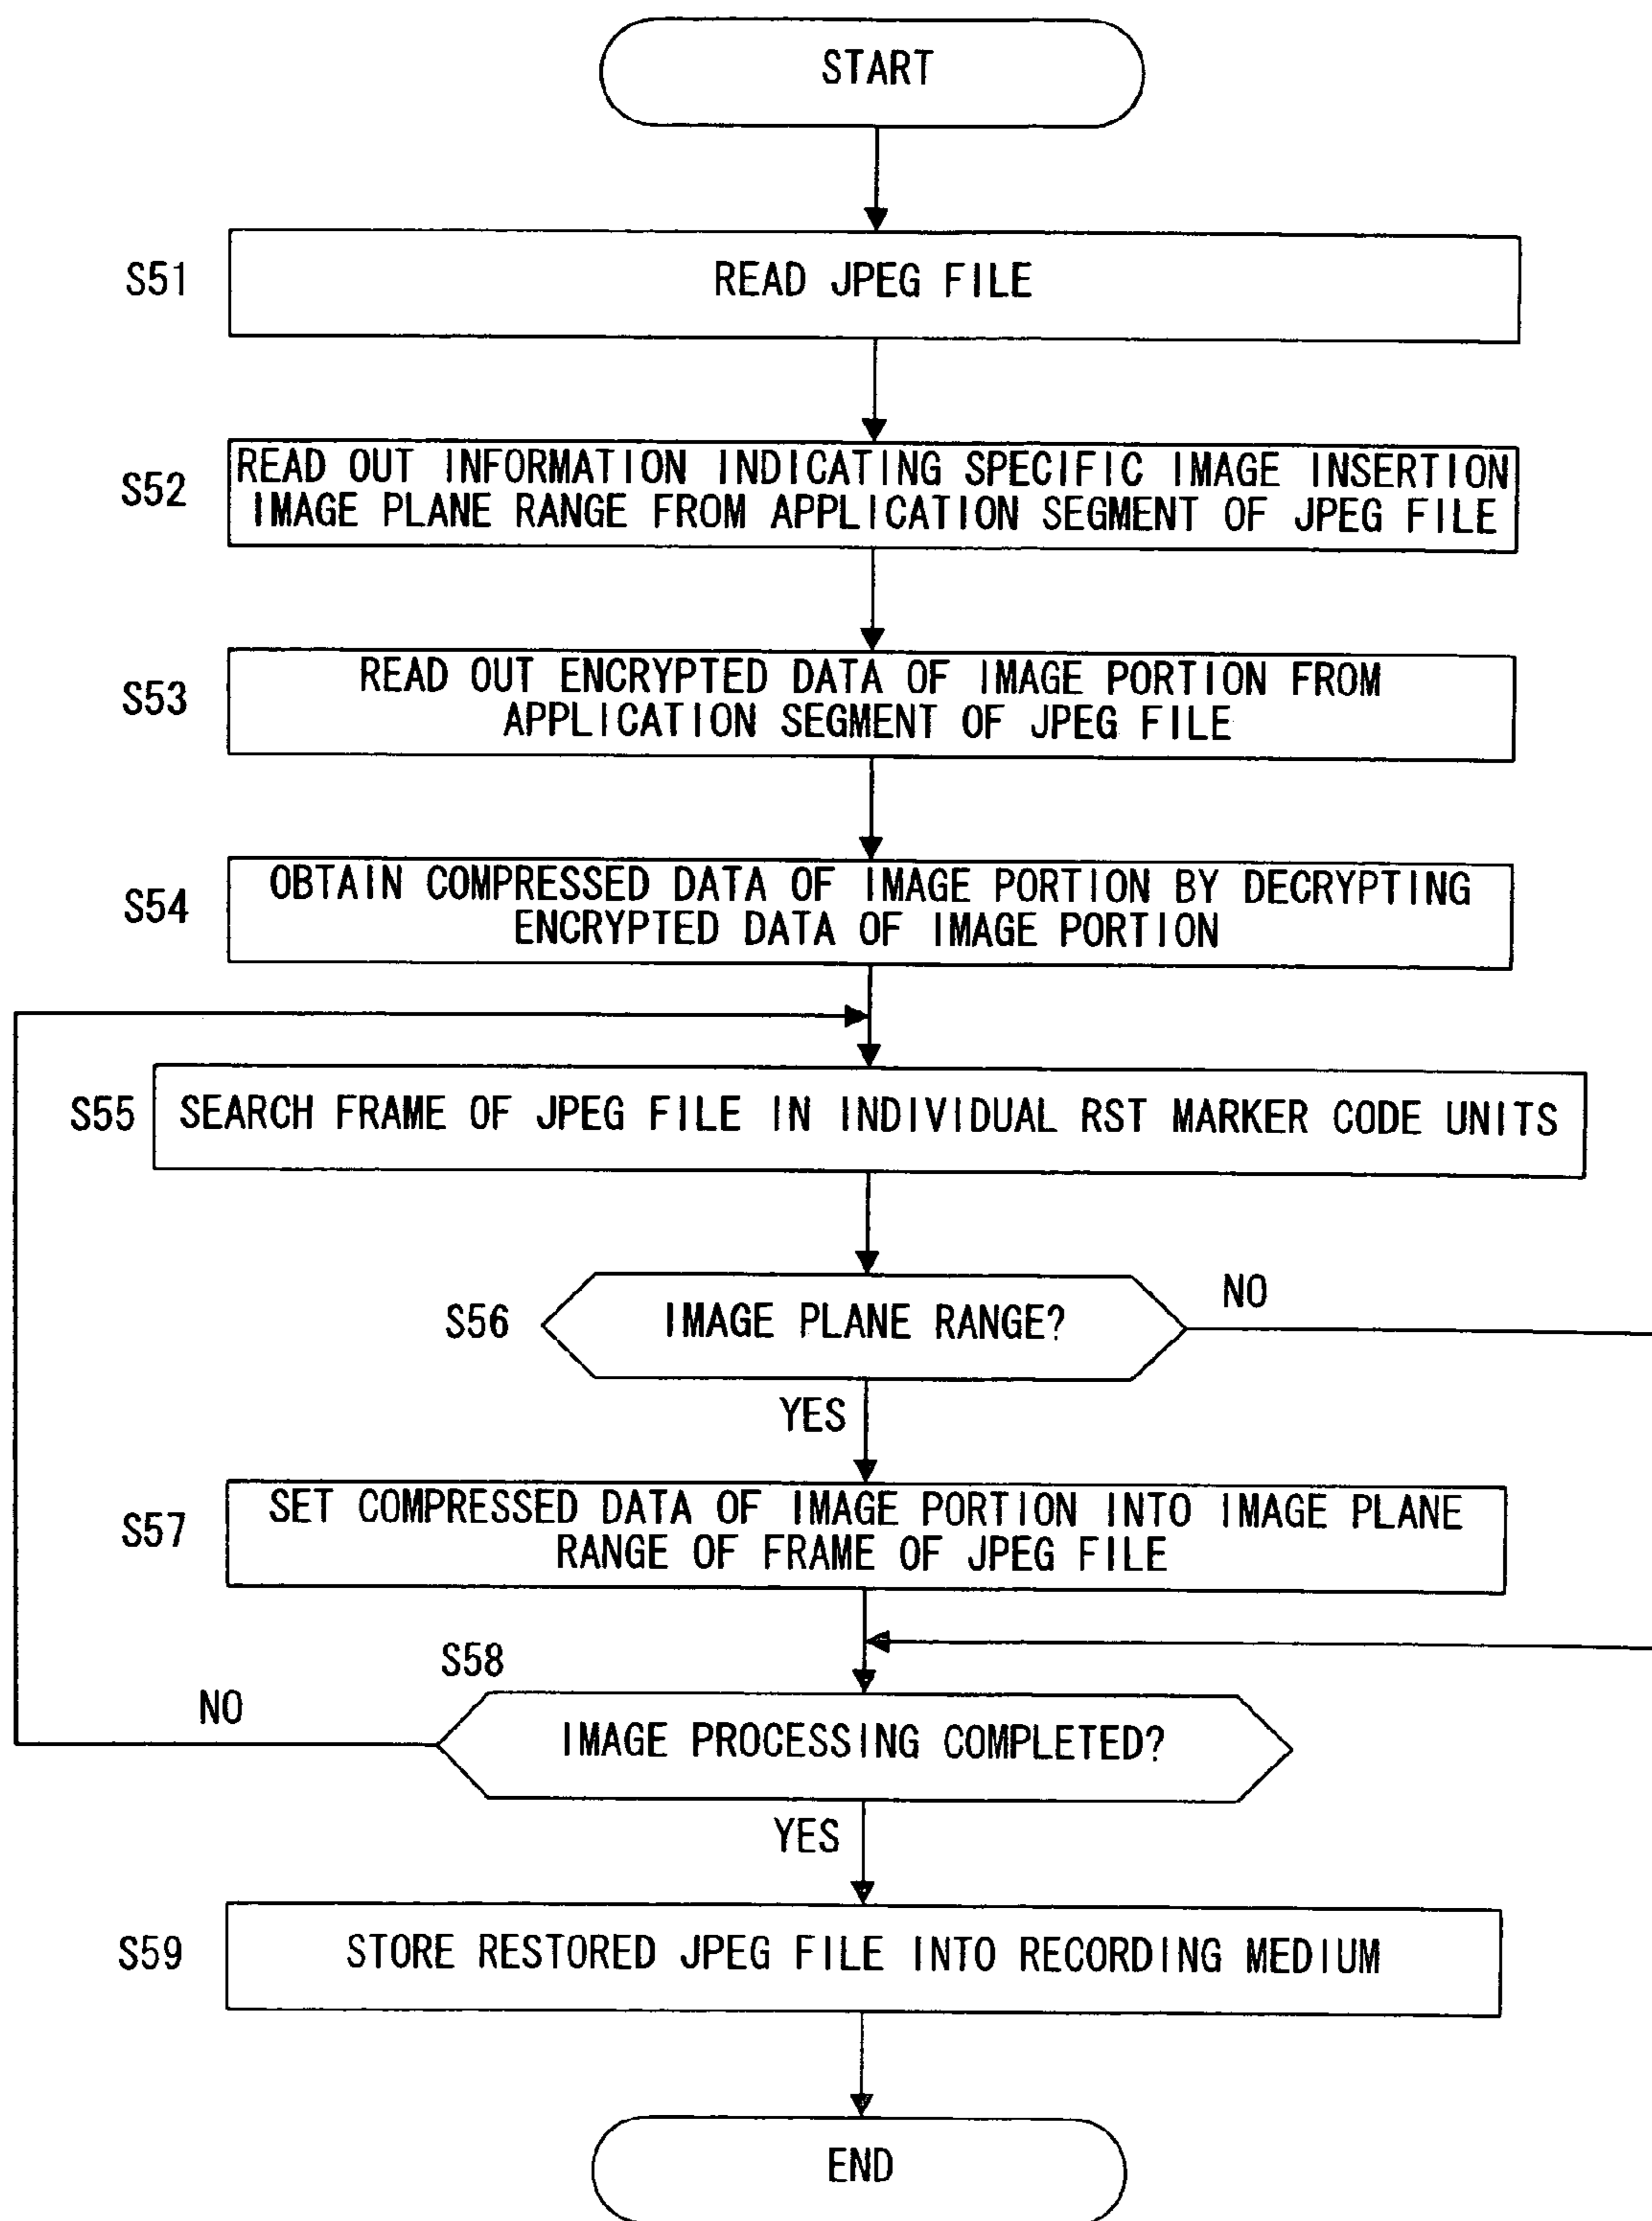 START
S51
READ JPEG FILE
S52
READ OUT INFORMATION INDICATING SPECIFIC IMAGE INSERTION
IMAGE PLANE RANGE FROM APPLICATION SEGMENT OF JPEG FILE
S53
READ OUT ENCRYPTED DATA OF IMAGE PORTION FROM
APPLICATION SEGMENT OF JPEG FILE
S54
OBTAIN COMPRESSED DATA OF IMAGE PORTION BY DECRYPTING
ENCRYPTED DATA OF IMAGE PORTION
S55
SEARCH FRAME OF JPEG FILE IN INDIVIDUAL RST MARKER CODE UNITS
S56
IMAGE PLANE RANGE?
NO
YES
S57
SET COMPRESSED DATA OF IMAGE PORTION INTO IMAGE PLANE
RANGE OF FRAME OF JPEG FILE
S58
NO
IMAGE PROCESSING COMPLETED?
YES
S59
STORE RESTORED JPEG FILE INTO RECORDING MEDIUM
END